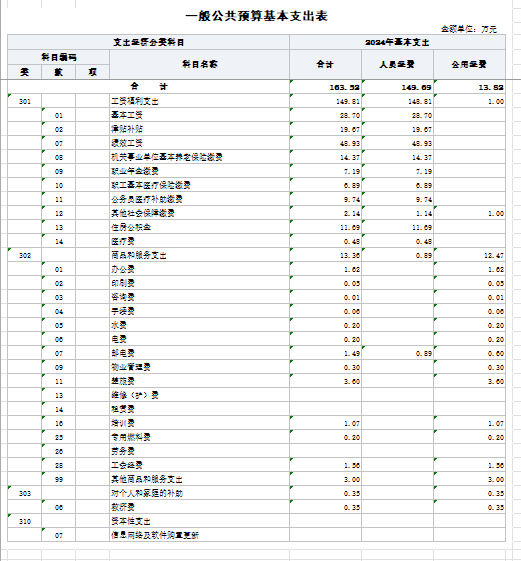 一般公共预算基本支出表
金额单位：万元
支出经济分类科目 2024年基本支出
科目编码 科目名称 合计 人员经费 公用经费
类 款 项
合 计 163.52 149.69 13.82
301 工资福利支出 149.81 148.81 1.00
01 基本工资 28.70 28.70
02 津贴补贴 19.67 19.67
07 绩效工资 48.93 48.93
08 机关事业单位基本养老保险缴费 14.37 14.37
09 职业年金缴费 7.19 7.19
10 职工基本医疗保险缴费 6.89 6.89
11 公务员医疗补助缴费 9.74 9.74
12 其他社会保障缴费 2.14 1.14 1.00
13 住房公积金 11.69 11.69
14 医疗费 0.48 0.48
302 商品和服务支出 13.36 0.89 12.47
01 办公费 1.62 1.62
02 印刷费 0.05 0.05
03 咨询费 0.01 0.01
04 手续费 0.06 0.06
05 水费 0.20 0.20
06 电费 0.20 0.20
07 邮电费 1.49 0.89 0.60
09 物业管理费 0.30 0.30
11 差旅费 3.60 3.60
13 维修（护）费
14 租赁费
16 培训费 1.07 1.07
25 专用燃料费 0.20 0.20
26 劳务费
28 工会经费 1.56 1.56
99 其他商品和服务支出 3.00 3.00
303 对个人和家庭的补助 0.35 0.35
06 救济费 0.35 0.35
310 资本性支出
07 信息网络及软件购置更新